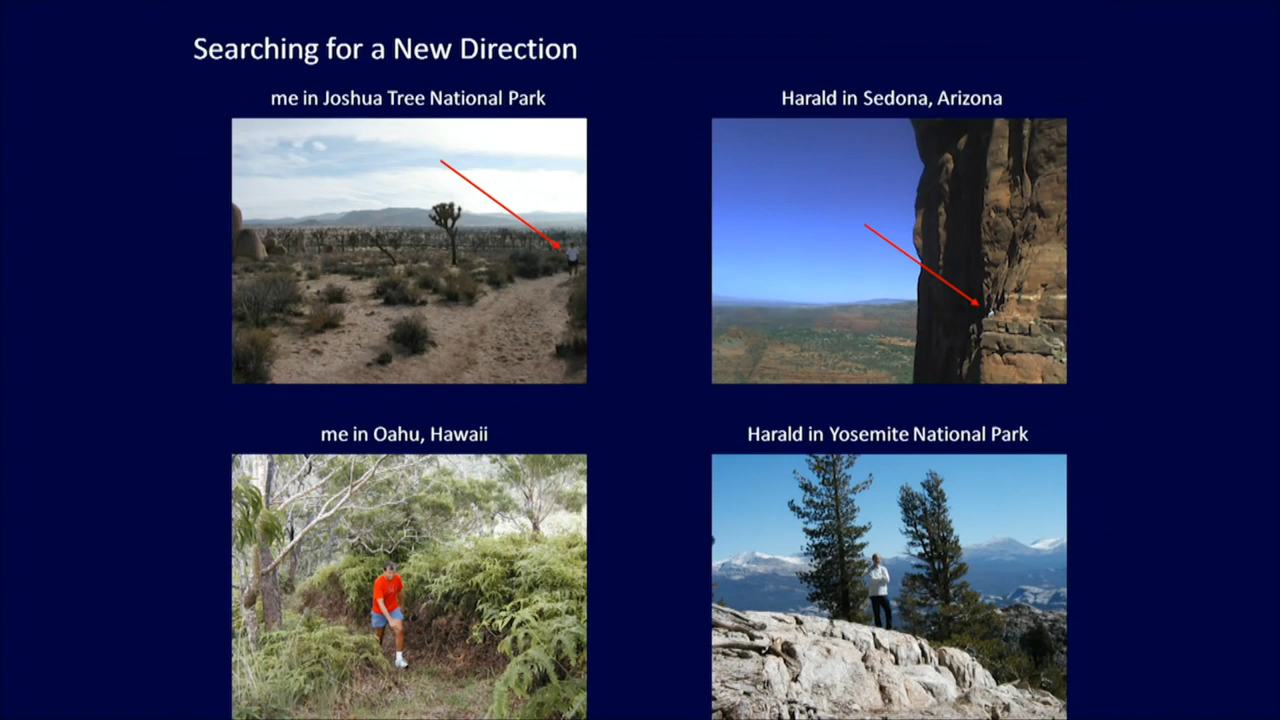 Searching for a New Direction
me in Joshua Tree National Park
Harald in Sedona, Arizona
me in Oahu, Hawaii
Harald in Yosemite National Park